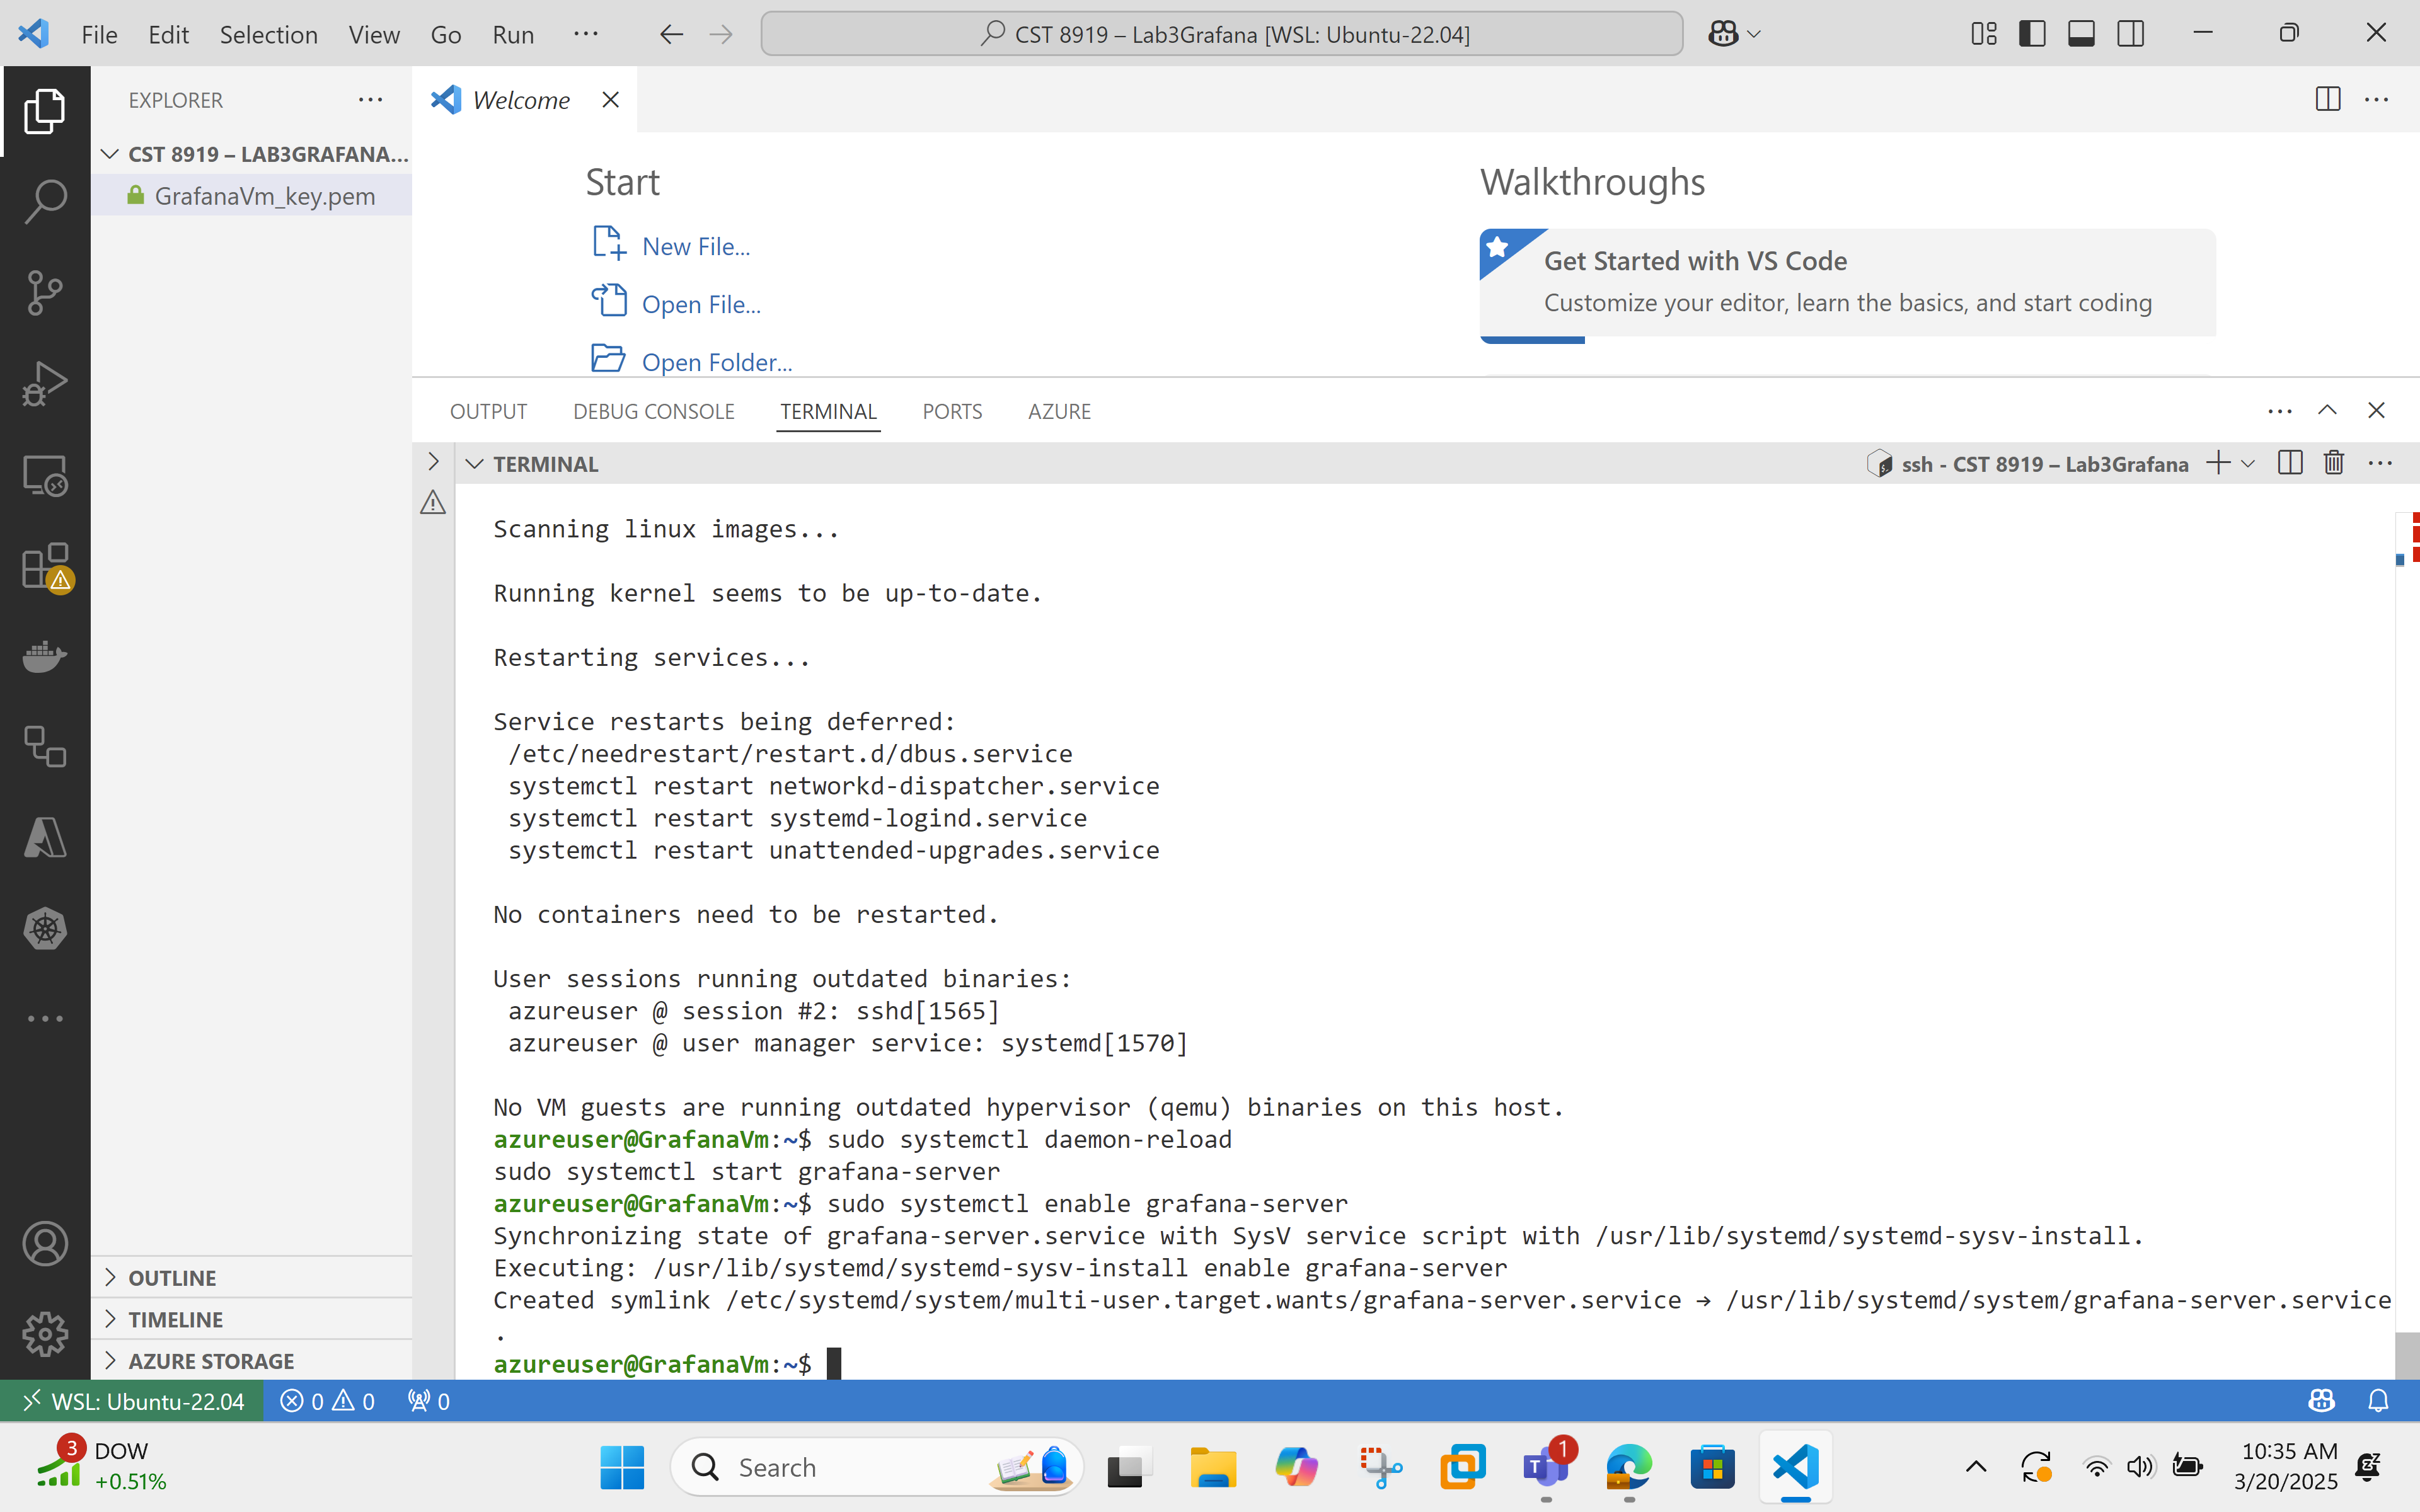 File Edit Selection View Go Run ···
CST 8919 – Lab3Grafana [WSL: Ubuntu-22.04]
EXPLORER
Welcome
CST 8919 – LAB3GRAFANA...
GrafanaVm_key.pem
Start
New File...
Open File...
Open Folder...
Walkthroughs
Get Started with VS Code
Customize your editor, learn the basics, and start coding
OUTPUT DEBUG CONSOLE TERMINAL PORTS AZURE
TERMINAL
ssh - CST 8919 – Lab3Grafana
Scanning linux images...
Running kernel seems to be up-to-date.
Restarting services...
Service restarts being deferred:
/etc/needrestart/restart.d/dbus.service
systemctl restart networkd-dispatcher.service
systemctl restart systemd-logind.service
systemctl restart unattended-upgrades.service
No containers need to be restarted.
User sessions running outdated binaries:
azureuser @ session #2: sshd[1565]
azureuser @ user manager service: systemd[1570]
No VM guests are running outdated hypervisor (qemu) binaries on this host.
azureuser@GrafanaVm:~$ sudo systemctl daemon-reload
sudo systemctl start grafana-server
azureuser@GrafanaVm:~$ sudo systemctl enable grafana-server
Synchronizing state of grafana-server.service with SysV service script with /usr/lib/systemd/systemd-sysv-install.
Executing: /usr/lib/systemd/systemd-sysv-install enable grafana-server
Created symlink /etc/systemd/system/multi-user.target.wants/grafana-server.service → /usr/lib/systemd/system/grafana-server.service
.
azureuser@GrafanaVm:~$
OUTLINE
TIMELINE
AZURE STORAGE
WSL: Ubuntu-22.04
0 0 0
3 DOW
+0.51%
Search
T 1
10:35 AM
3/20/2025